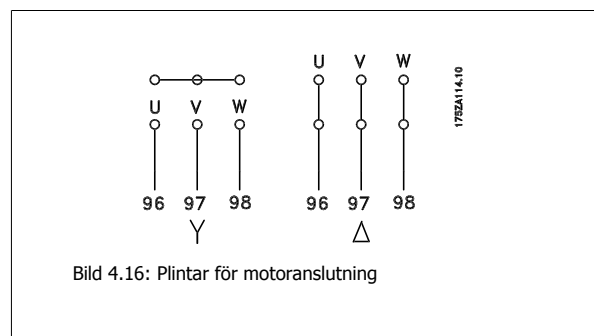 U V W
U V W
96 97 98
96 97 98
Y
Δ
175ZA114.10
Bild 4.16: Plintar för motoranslutning